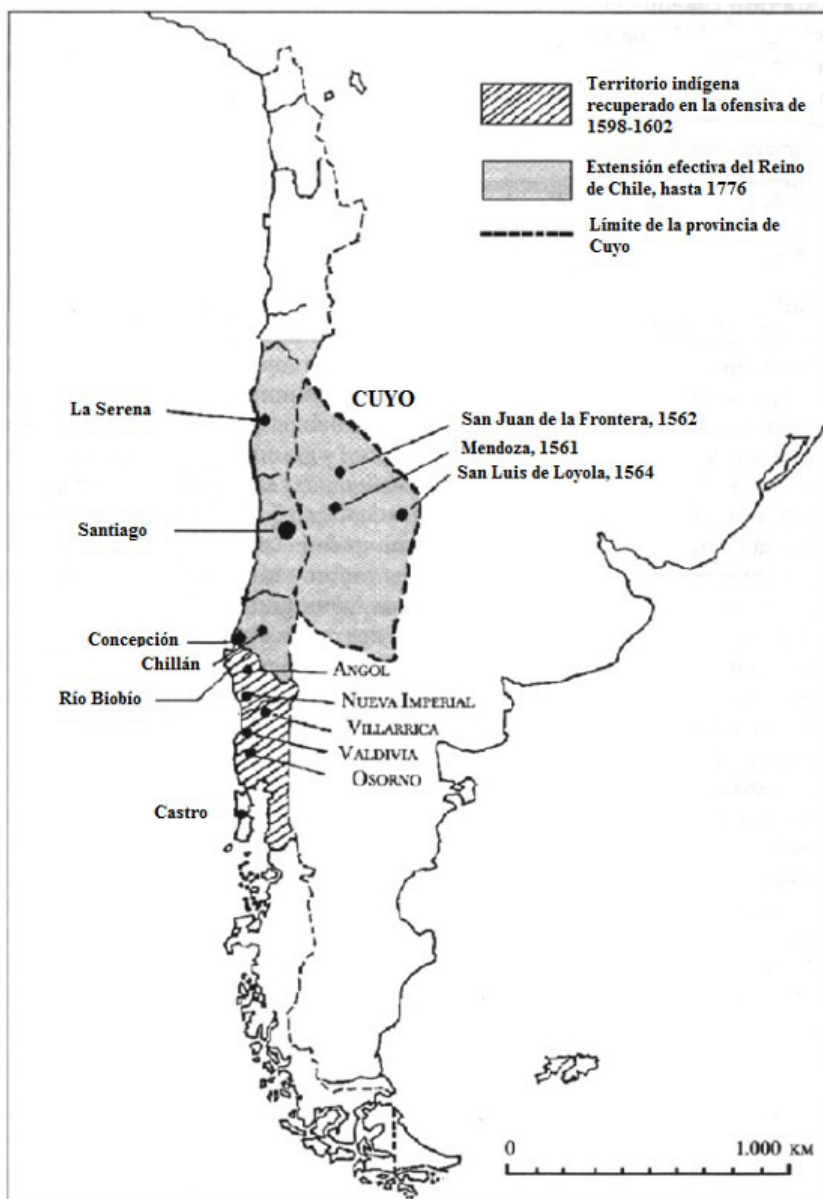 Territorio indígena
recuperado en la ofensiva de
1598-1602
Extensión efectiva del Reino
de Chile, hasta 1776
Límite de la provincia de
Cuyo
CUYO
La Serena
San Juan de la Frontera, 1562
Mendoza, 1561
San Luis de Loyola, 1564
Santiago
Concepción
Chillán
Río Biobío
ANGOL
NUEVA IMPERIAL
VILLARRICA
VALDIVIA
OSORNO
Castro
0 1.000 KM